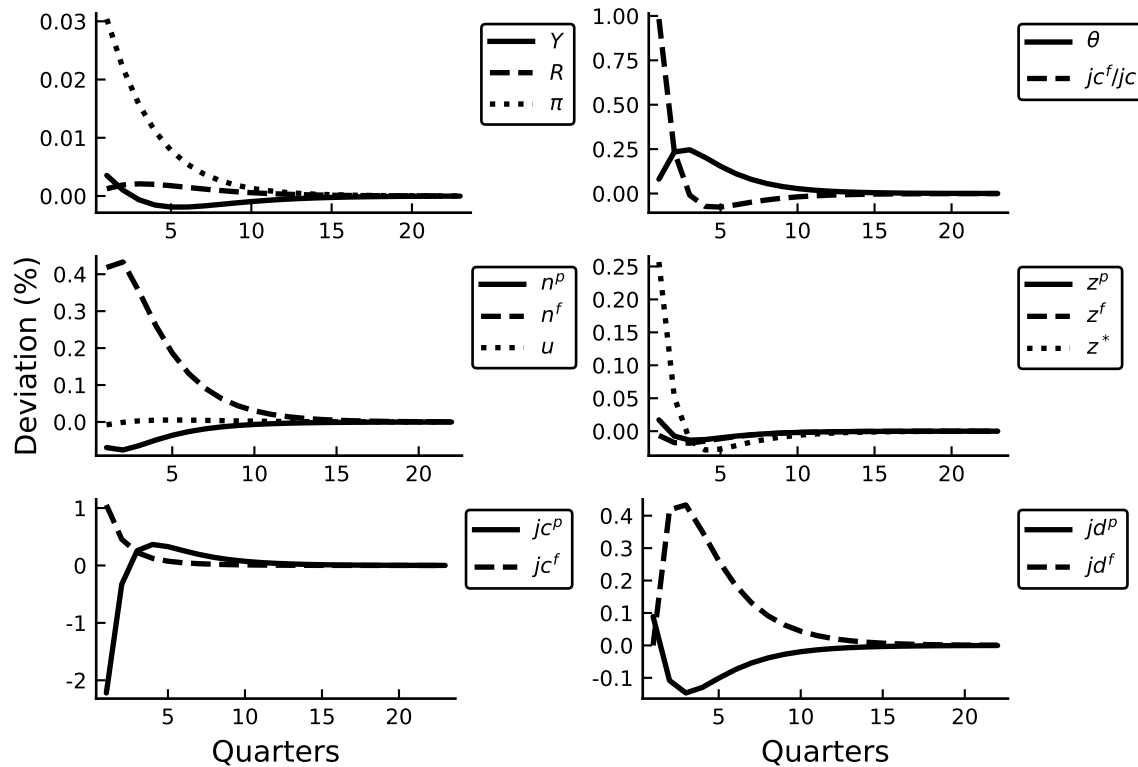 0.03
0.02
0.01
0.00
5 10 15 20
Y
R
π
1.00
0.75
0.50
0.25
0.00
5 10 15 20
θ
jc^f/jc
Deviation (%)
0.4
0.3
0.2
0.1
0.0
5 10 15 20
n^p
n^f
u
0.25
0.20
0.15
0.10
0.05
0.00
5 10 15 20
z^p
z^f
z^*
1
0
-1
-2
5 10 15 20
Quarters
jc^p
jc^f
0.4
0.3
0.2
0.1
0.0
-0.1
5 10 15 20
Quarters
jd^p
jd^f